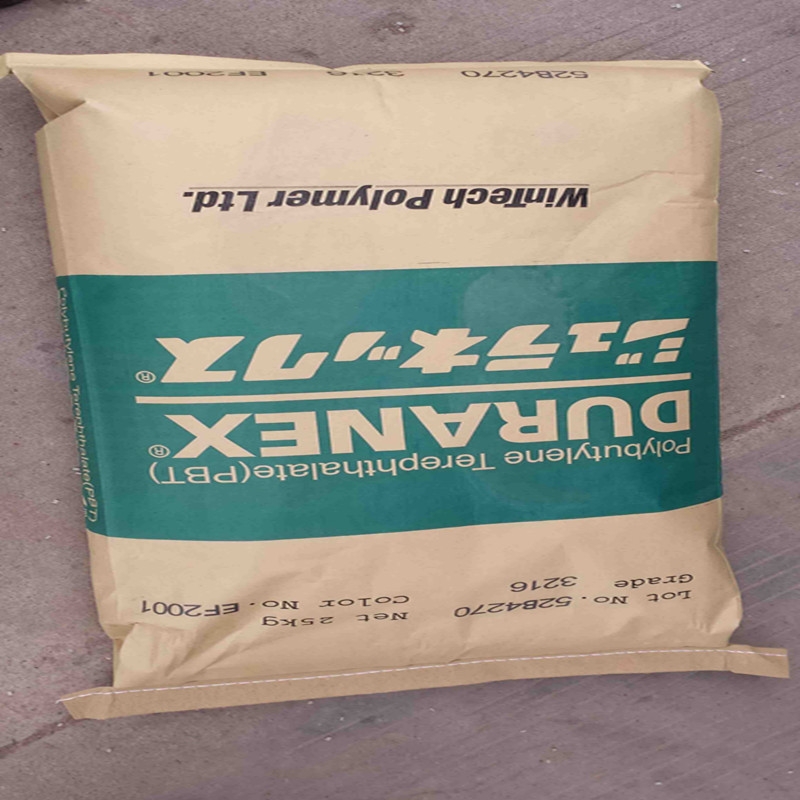 Lot No.52B4270 Net 25kg
Grade 3216 Color No.EF2001
Polybutylene Terephthalate(PBT)
DURANEX®
ジュラネックス®
WinTech Polymer Ltd.
52B4270 3216 EF2001
Polybutylene Terephthalate(PBT)